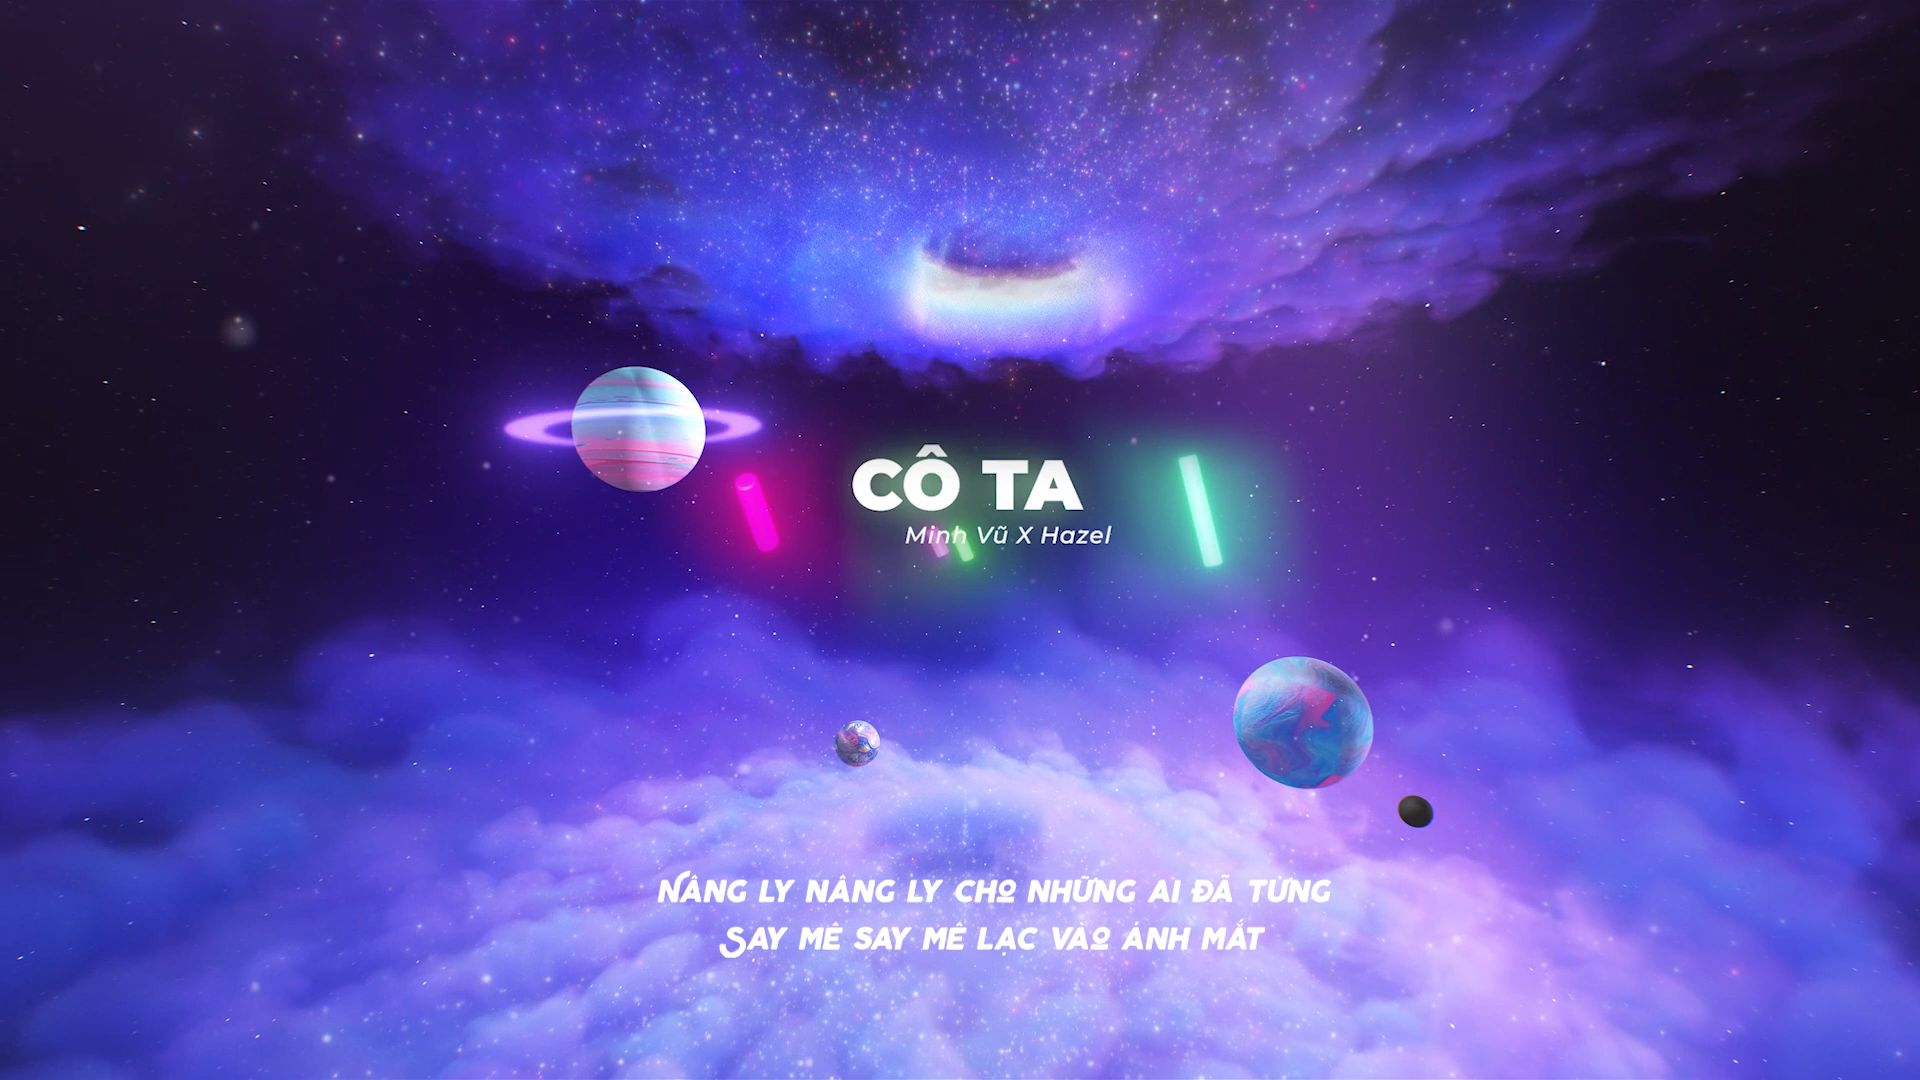 CÔ TA
Minh Vũ X Hazel
NÂNG LY NÂNG LY CHO NHỮNG AI ĐÃ TỪNG
SAY MÊ SAY MÊ LẠC VÀO ÁNH MẮT